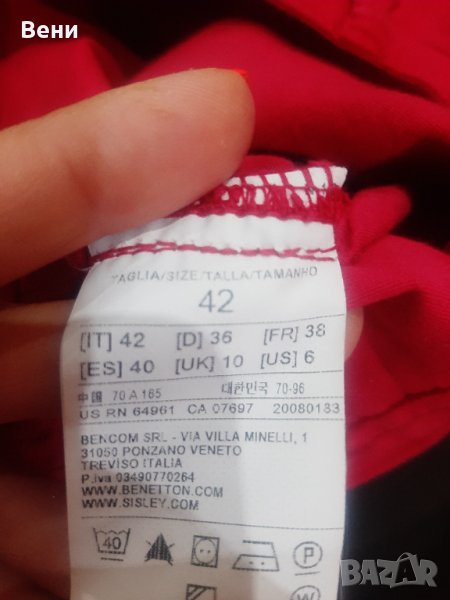 Вени
TAGLIA/SIZE/TALLA/TAMANHO
42
[IT] 42 [D] 36 [FR] 38
[ES] 40 [UK] 10 [US] 6
中国 70 A 165 대한민국 70-96
US RN 64961 CA 07697 20080183
BENCOM SRL - VIA VILLA MINELLI, 1
31050 PONZANO VENETO
TREVISO ITALIA
P.iva 03490770264
WWW.BENETTON.COM
WWW.SISLEY.COM
40 P
W
BAZAR